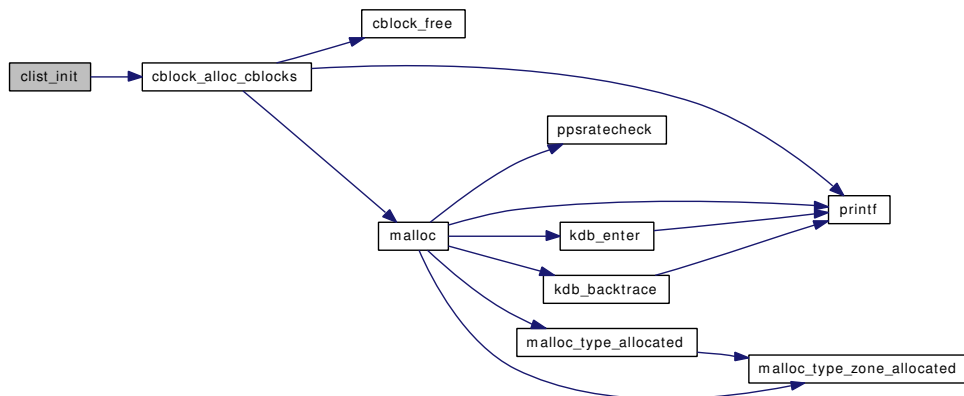 cblock_free
clist_init
cblock_alloc_cblocks
ppsratecheck
printf
malloc
kdb_enter
kdb_backtrace
malloc_type_allocated
malloc_type_zone_allocated